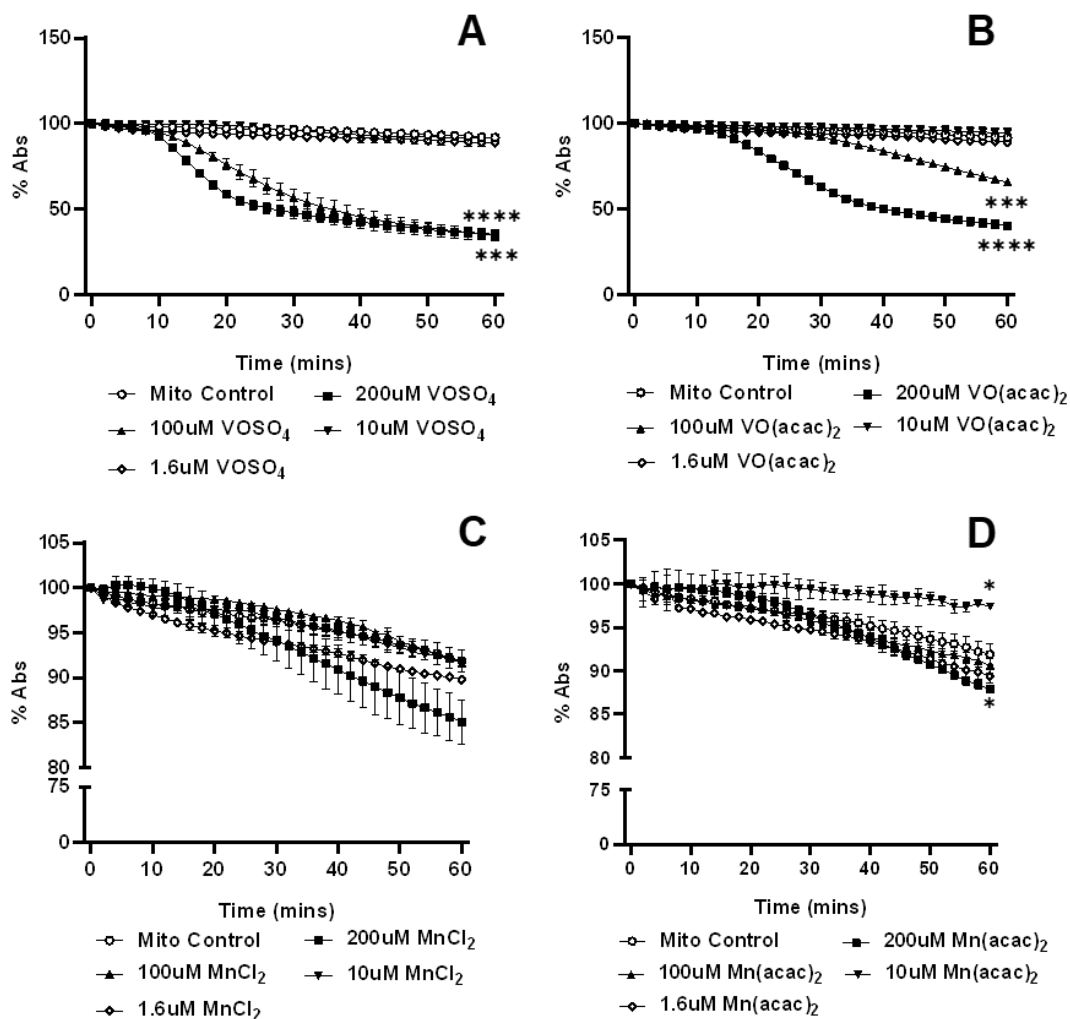 A
150
100
50
0
% Abs
****
***
0 10 20 30 40 50 60
Time (mins)
Mito Control 200uM VOSO4
100uM VOSO4 10uM VOSO4
1.6uM VOSO4
B
150
100
50
0
% Abs
***
****
0 10 20 30 40 50 60
Time (mins)
Mito Control 200uM VO(acac)2
100uM VO(acac)2 10uM VO(acac)2
1.6uM VO(acac)2
C
105
100
95
90
85
80
75
0
% Abs
0 10 20 30 40 50 60
Time (mins)
Mito Control 200uM MnCl2
100uM MnCl2 10uM MnCl2
1.6uM MnCl2
D
105
100
95
90
85
80
75
0
% Abs
*
*
0 10 20 30 40 50 60
Time (mins)
Mito Control 200uM Mn(acac)2
100uM Mn(acac)2 10uM Mn(acac)2
1.6uM Mn(acac)2